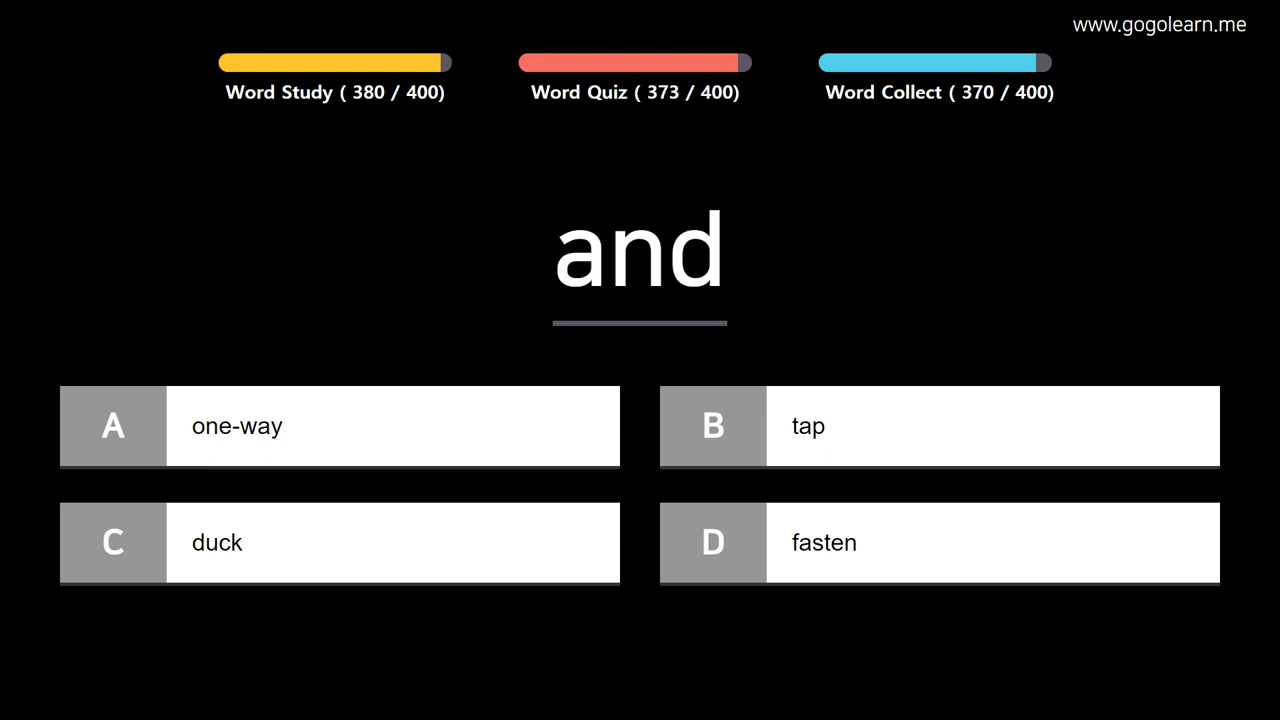 www.gogolearn.me
Word Study ( 380 / 400)
Word Quiz ( 373 / 400)
Word Collect ( 370 / 400)
and
A one-way
B tap
C duck
D fasten